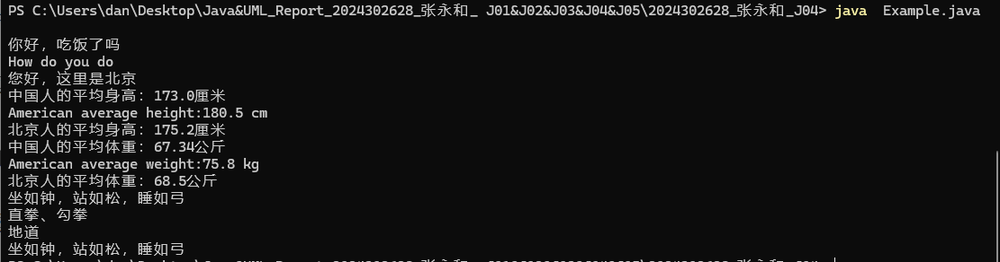 PS C:\Users\dan\Desktop\Java&UML_Report_2024302628_张永和_ J01&J02&J03&J04&J05\2024302628_张永和_J04> java  Example.java
你好，吃饭了吗
How do you do
您好，这里是北京
中国人的平均身高：173.0厘米
American average height:180.5 cm
北京人的平均身高：175.2厘米
中国人的平均体重：67.34公斤
American average weight:75.8 kg
北京人的平均体重：68.5公斤
坐如钟，站如松，睡如弓
直拳、勾拳
地道
坐如钟，站如松，睡如弓